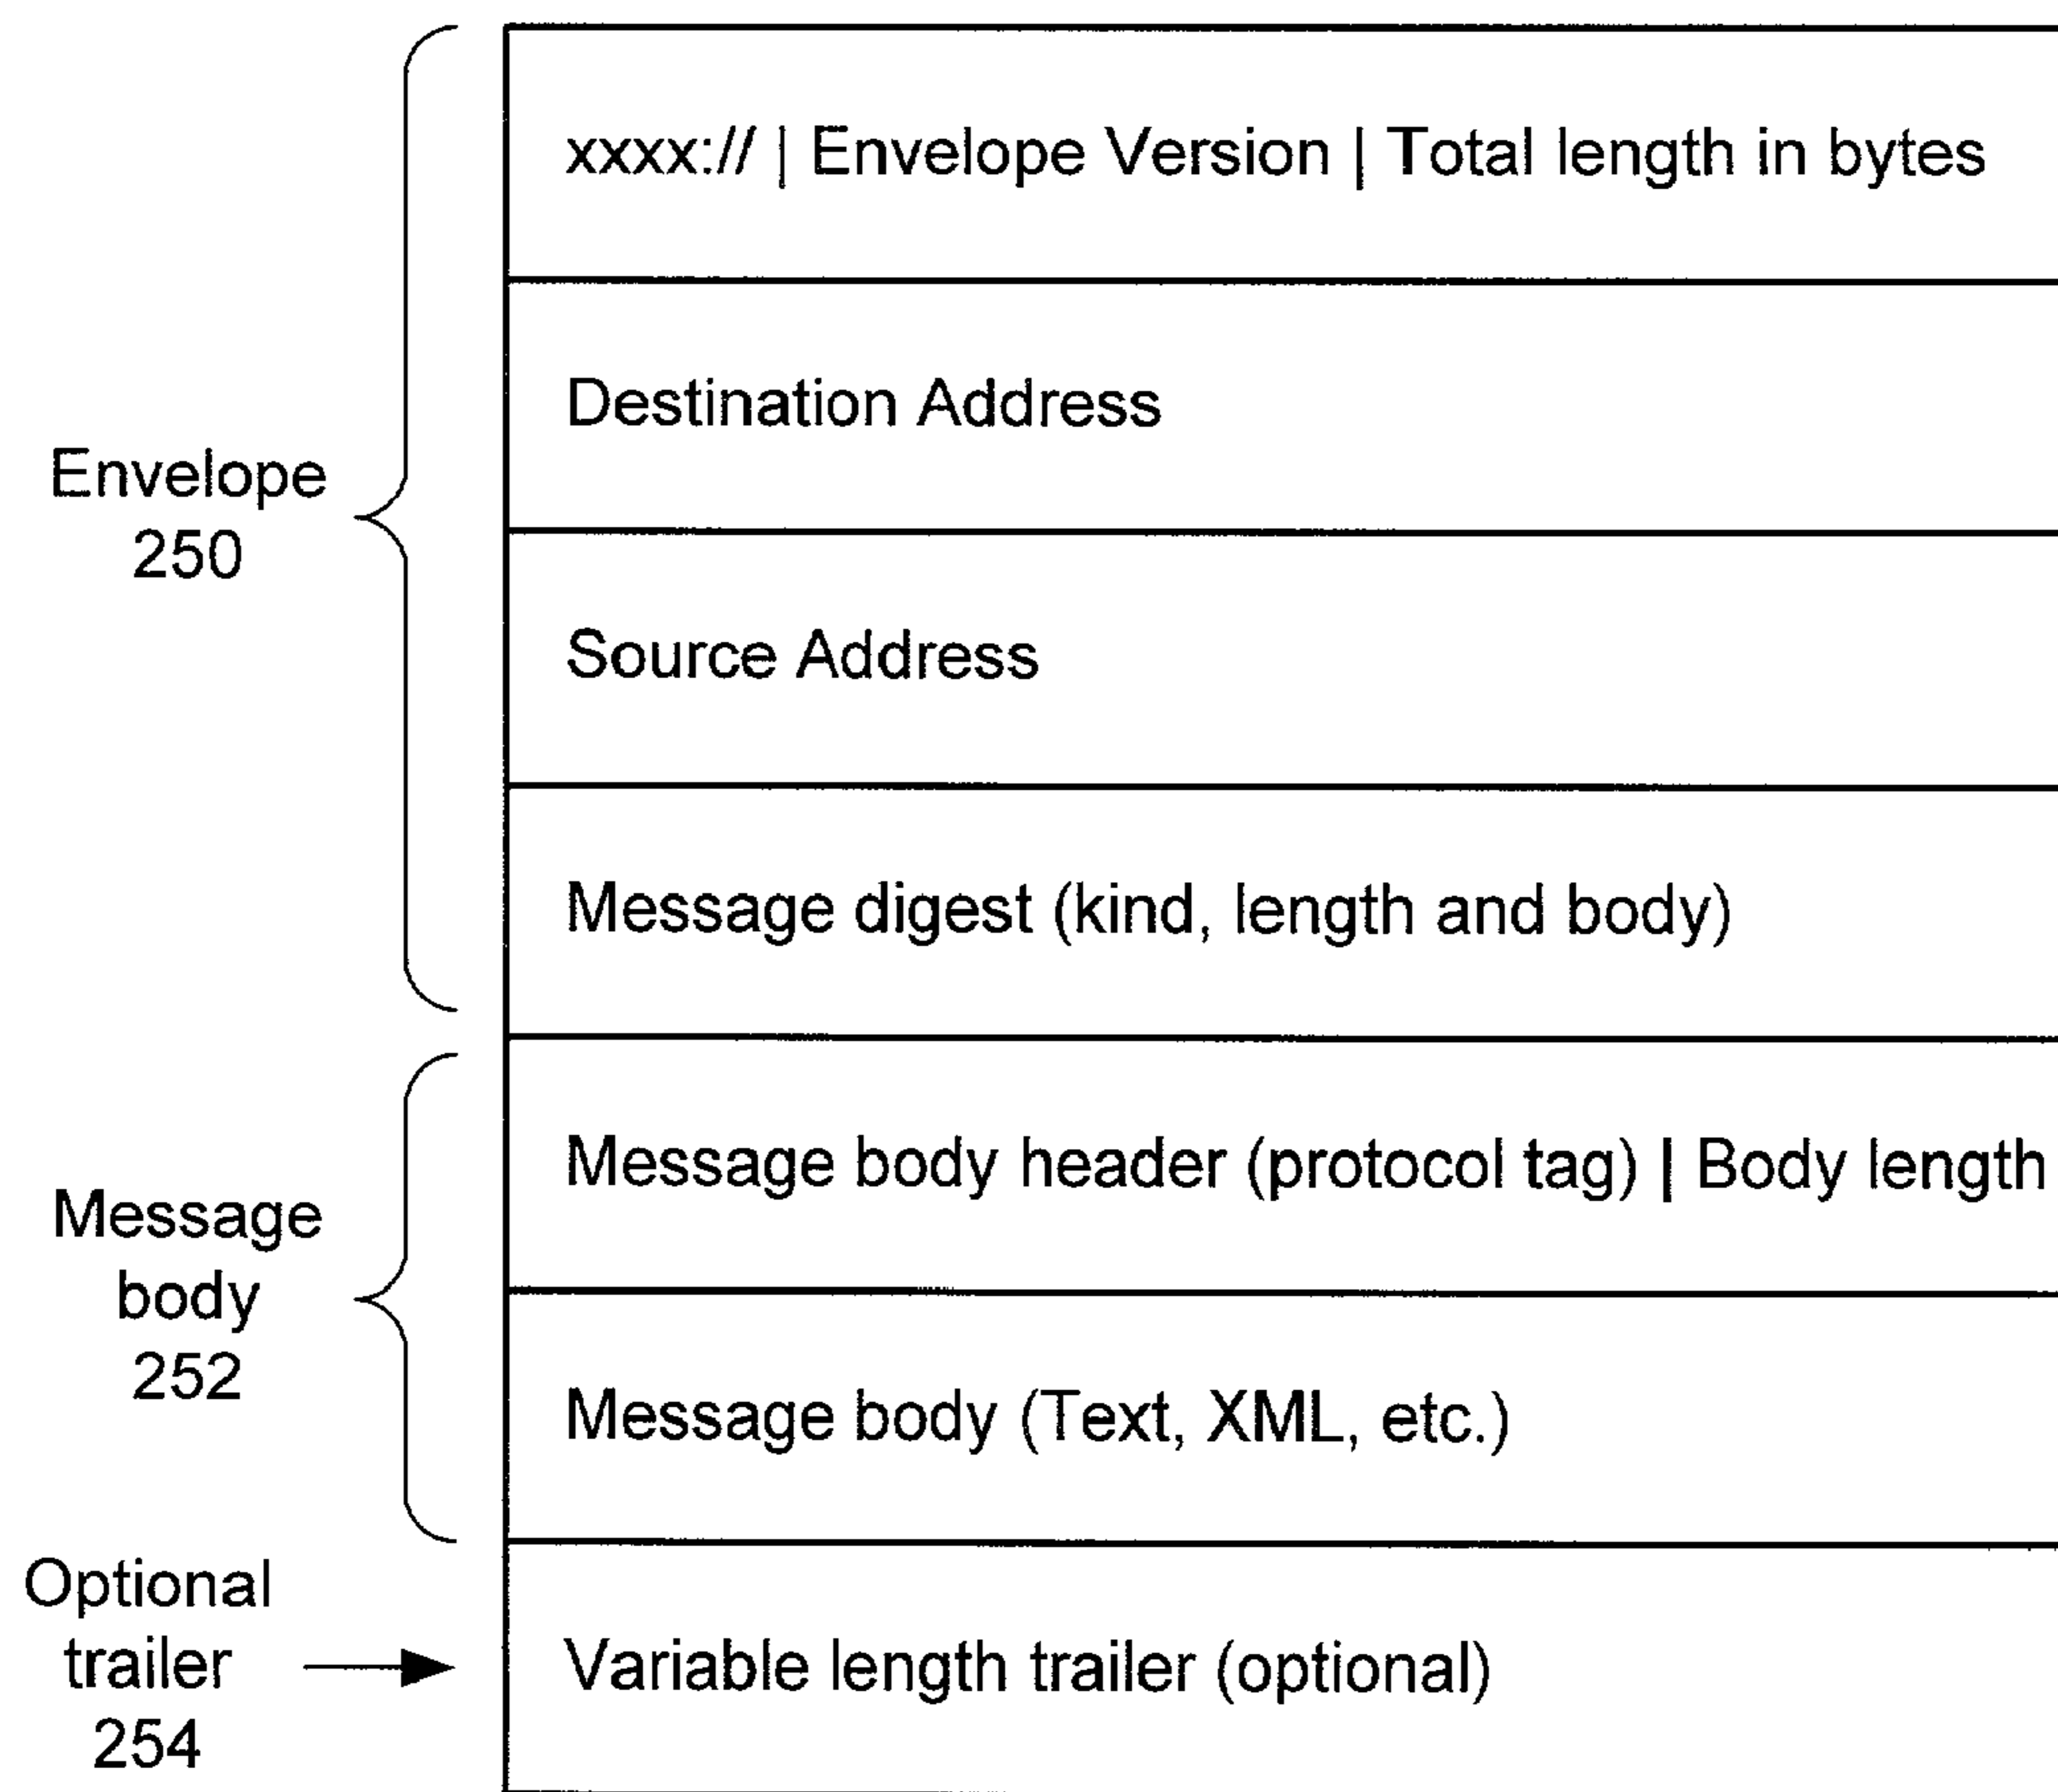 xxxx:// | Envelope Version | Total length in bytes
Destination Address
Envelope
250
Source Address
Message digest (kind, length and body)
Message body header (protocol tag) | Body length
Message
body
252
Message body (Text, XML, etc.)
Optional
trailer
254
Variable length trailer (optional)